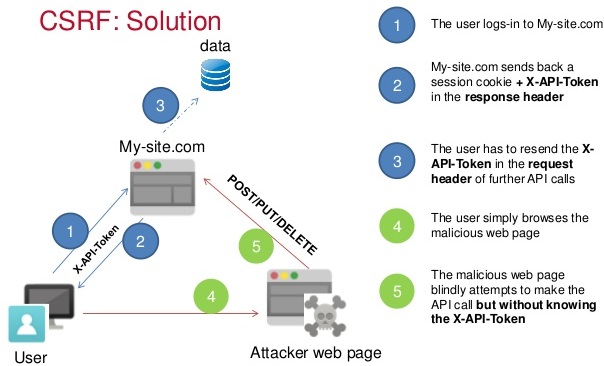 CSRF: Solution
data
3
My-site.com
1
X-API-Token
2
POST/PUT/DELETE
5
4
User
Attacker web page
1
The user logs-in to My-site.com
2
My-site.com sends back a
session cookie + X-API-Token
in the response header
3
The user has to resend the X-
API-Token in the request
header of further API calls
4
The user simply browses the
malicious web page
5
The malicious web page
blindly attempts to make the
API call but without knowing
the X-API-Token